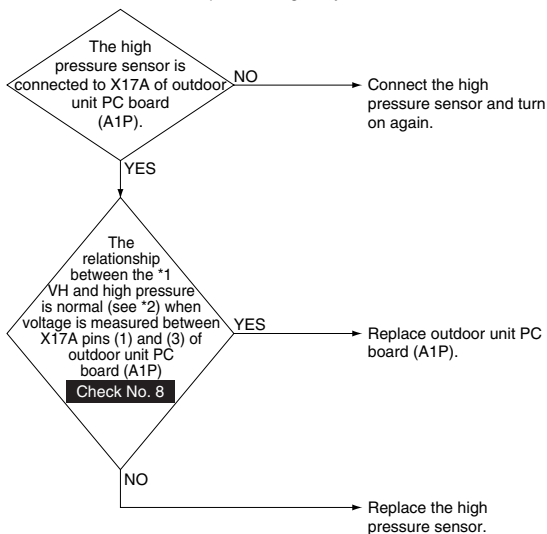 The high
pressure sensor is
connected to X17A of outdoor
unit PC board
(A1P).
NO
Connect the high
pressure sensor and turn
on again.
YES
The
relationship
between the *1
VH and high pressure
is normal (see *2) when
voltage is measured between
X17A pins (1) and (3) of
outdoor unit PC
board (A1P)
Check No. 8
YES
Replace outdoor unit PC
board (A1P).
NO
Replace the high
pressure sensor.